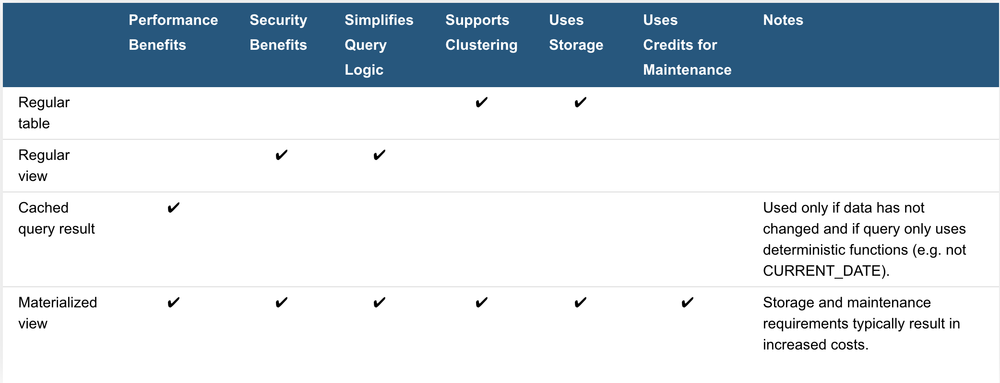 Performance Benefits
Security Benefits
Simplifies Query Logic
Supports Clustering
Uses Storage
Uses Credits for Maintenance
Notes
Regular
table
✔ ✔
Regular
view
✔ ✔
Cached
query result
✔
Used only if data has not
changed and if query only uses
deterministic functions (e.g. not
CURRENT_DATE).
Materialized
view
✔ ✔ ✔ ✔ ✔ ✔
Storage and maintenance
requirements typically result in
increased costs.